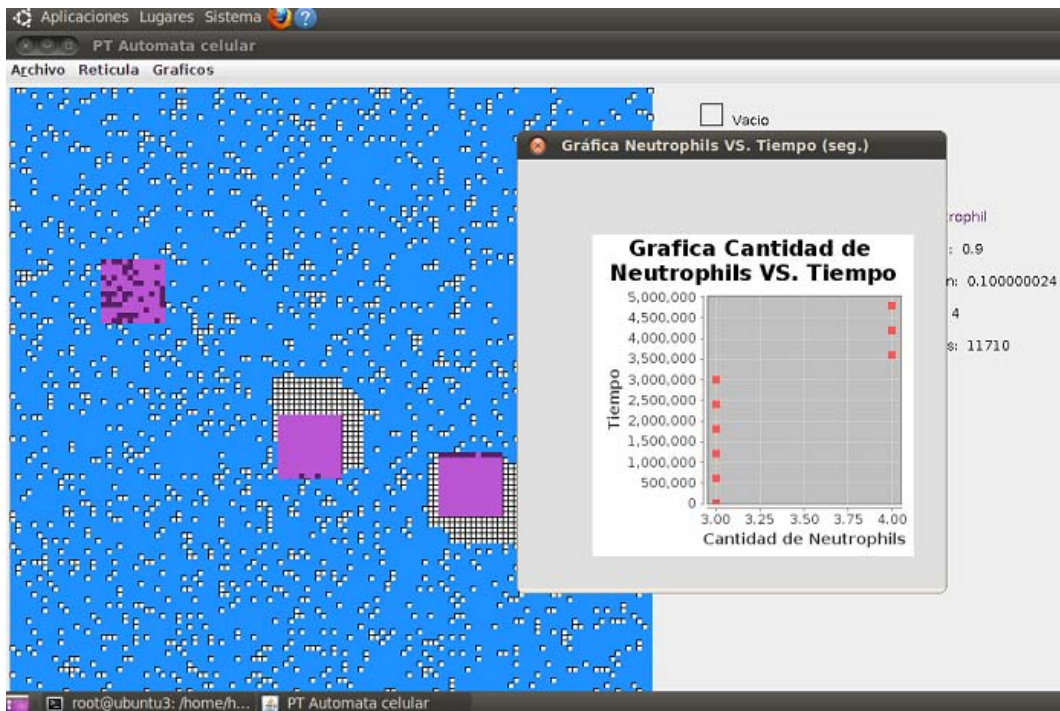 Aplicaciones Lugares Sistema
PT Automata celular
Archivo Reticula Graficos
Vacio
Gráfica Neutrophils VS. Tiempo (seg.)
Grafica Cantidad de
Neutrophils VS. Tiempo
5,000,000
4,500,000
4,000,000
3,500,000
3,000,000
2,500,000
2,000,000
1,500,000
1,000,000
500,000
0
Tiempo
3.00 3.25 3.50 3.75 4.00
Cantidad de Neutrophils
rophil
: 0.9
n: 0.100000024
4
s: 11710
root@ubuntu3: /home/h...
PT Automata celular